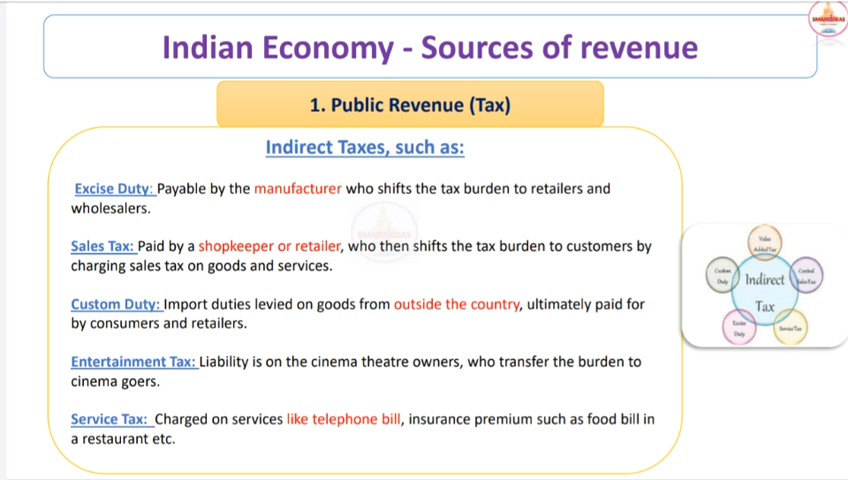 SMART IDEAS
Indian Economy - Sources of revenue
1. Public Revenue (Tax)
Indirect Taxes, such as:
Excise Duty: Payable by the manufacturer who shifts the tax burden to retailers and
wholesalers.
Sales Tax: Paid by a shopkeeper or retailer, who then shifts the tax burden to customers by
charging sales tax on goods and services.
Custom Duty: Import duties levied on goods from outside the country, ultimately paid for
by consumers and retailers.
Entertainment Tax: Liability is on the cinema theatre owners, who transfer the burden to
cinema goers.
Service Tax: Charged on services like telephone bill, insurance premium such as food bill in
a restaurant etc.
Value
Added Tax
Custom
Duty
Indirect
Tax
Central
Sales Tax
Excise
Duty
Service Tax